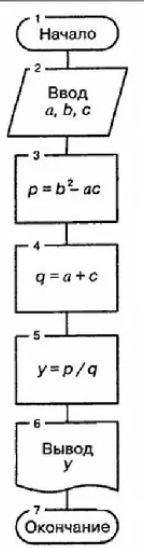 1
Начало
2
Ввод
a, b, c
3
p = b² – ac
4
q = a + c
5
y = p / q
6
Вывод
y
7
Окончание